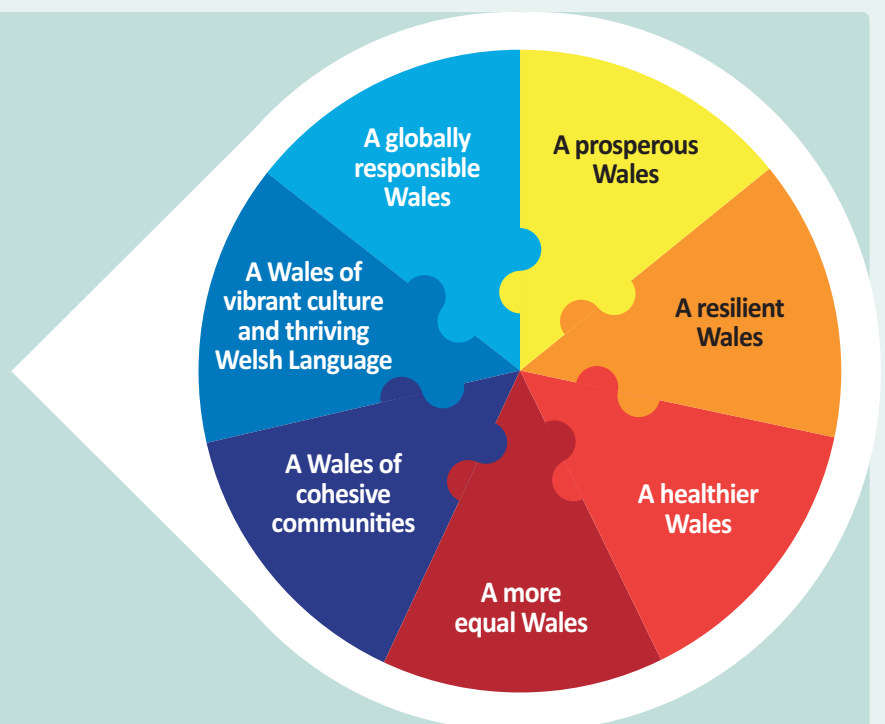 A prosperous
Wales
A resilient
Wales
A healthier
Wales
A more
equal Wales
A Wales of
cohesive
communities
A Wales of
vibrant culture
and thriving
Welsh Language
A globally
responsible
Wales